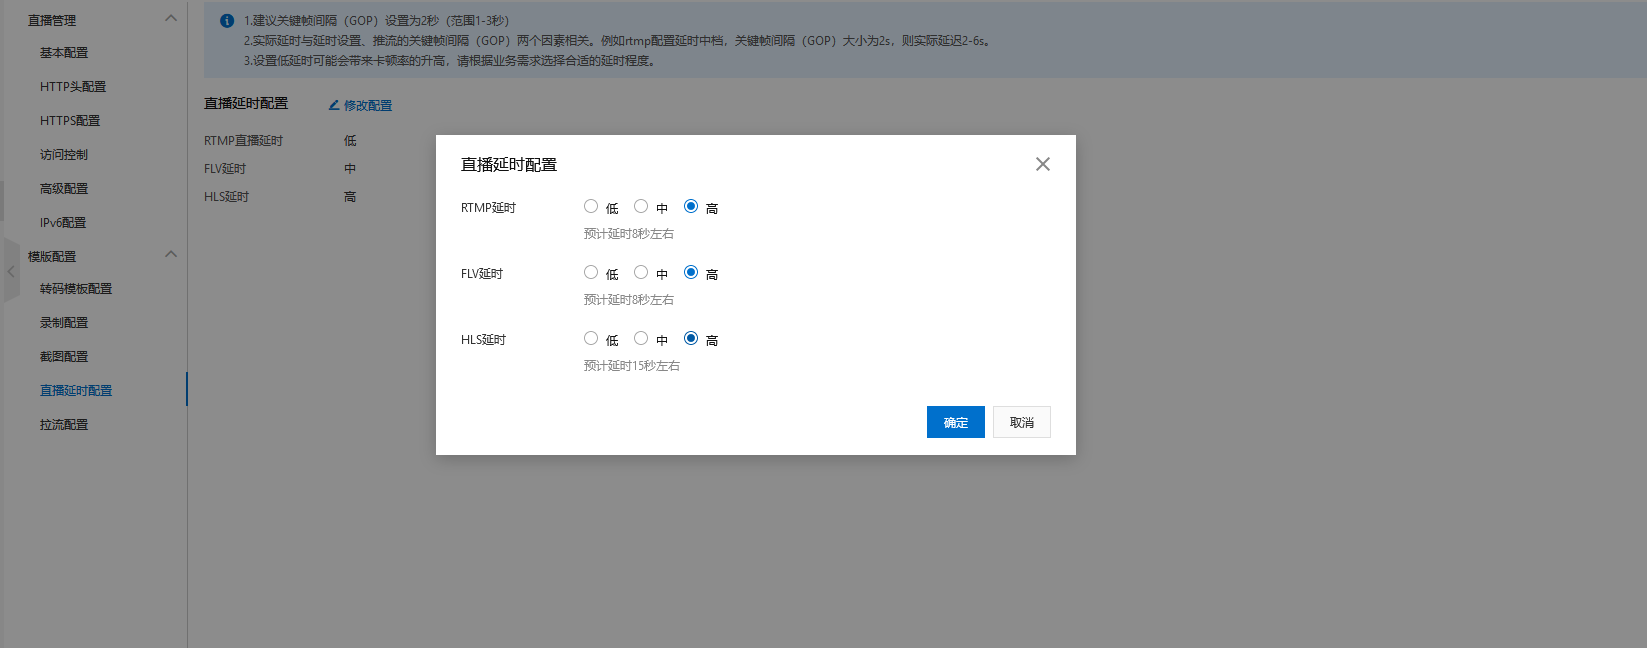 直播管理
基本配置
HTTP头配置
HTTPS配置
访问控制
高级配置
IPv6配置
模版配置
转码模板配置
录制配置
截图配置
直播延时配置
拉流配置
1.建议关键帧间隔（GOP）设置为2秒（范围1-3秒）
2.实际延时与延时设置、推流的关键帧间隔（GOP）两个因素相关。例如rtmp配置延时中档，关键帧间隔（GOP）大小为2s，则实际延迟2-6s。
3.设置低延时可能会带来卡顿率的升高，请根据业务需求选择合适的延时程度。
直播延时配置 修改配置
RTMP直播延时 低
FLV延时 中
HLS延时 高
直播延时配置
RTMP延时 低 中 高
预计延时8秒左右
FLV延时 低 中 高
预计延时8秒左右
HLS延时 低 中 高
预计延时15秒左右
确定 取消